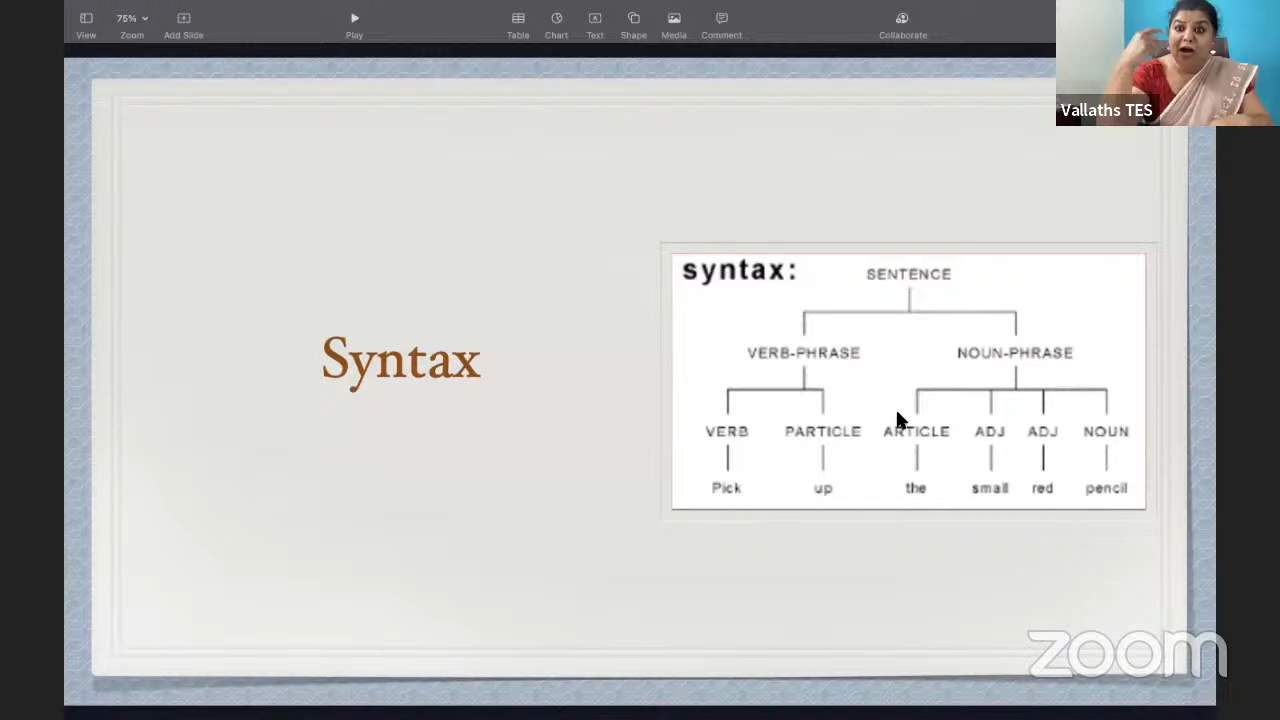 75%
View Zoom Add Slide Play Table Chart Text Shape Media Comment Collaborate
Vallaths TES
Syntax
syntax:
SENTENCE
VERB-PHRASE NOUN-PHRASE
VERB PARTICLE ARTICLE ADJ ADJ NOUN
Pick up the small red pencil
zoom